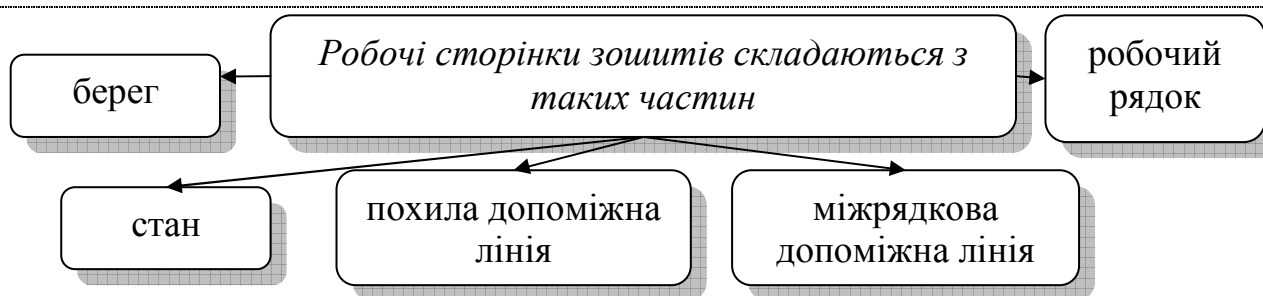 Робочі сторінки зошитів складаються з
таких частин
берег
робочий
рядок
стан
похила допоміжна
лінія
міжрядкова
допоміжна лінія